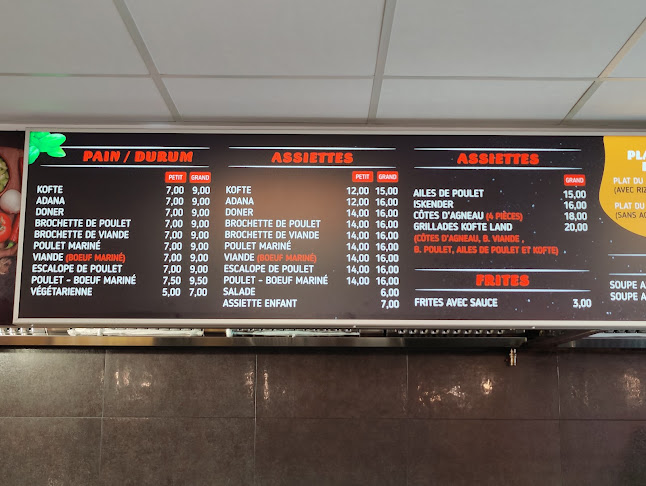 PAIN / DURUM
PETIT GRAND
KOFTE 7,00 9,00
ADANA 7,00 9,00
DONER 7,00 9,00
BROCHETTE DE POULET 7,00 9,00
BROCHETTE DE VIANDE 7,00 9,00
POULET MARINÉ 7,00 9,00
VIANDE (BOEUF MARINÉ) 7,00 9,00
ESCALOPE DE POULET 7,00 9,00
POULET - BOEUF MARINÉ 7,50 9,50
VÉGÉTARIENNE 5,00 7,00
ASSIETTES
PETIT GRAND
KOFTE 12,00 15,00
ADANA 12,00 15,00
DONER 14,00 16,00
BROCHETTE DE POULET 14,00 16,00
BROCHETTE DE VIANDE 14,00 16,00
POULET MARINÉ 14,00 16,00
VIANDE (BOEUF MARINÉ) 14,00 16,00
ESCALOPE DE POULET 14,00 16,00
POULET - BOEUF MARINÉ 14,00 16,00
SALADE 6,00
ASSIETTE ENFANT 7,00
ASSIETTES
GRAND
AILES DE POULET 15,00
ISKENDER 16,00
CÔTES D'AGNEAU (4 PIÈCES) 18,00
GRILLADES KOFTE LAND 20,00
(CÔTES D'AGNEAU, B. VIANDE ,
B. POULET, AILES DE POULET ET KOFTE)
FRITES
FRITES AVEC SAUCE 3,00
PLA
PLAT DU
(AVEC RIZ
PLAT DU
(SANS AC
SOUPE A
SOUPE A